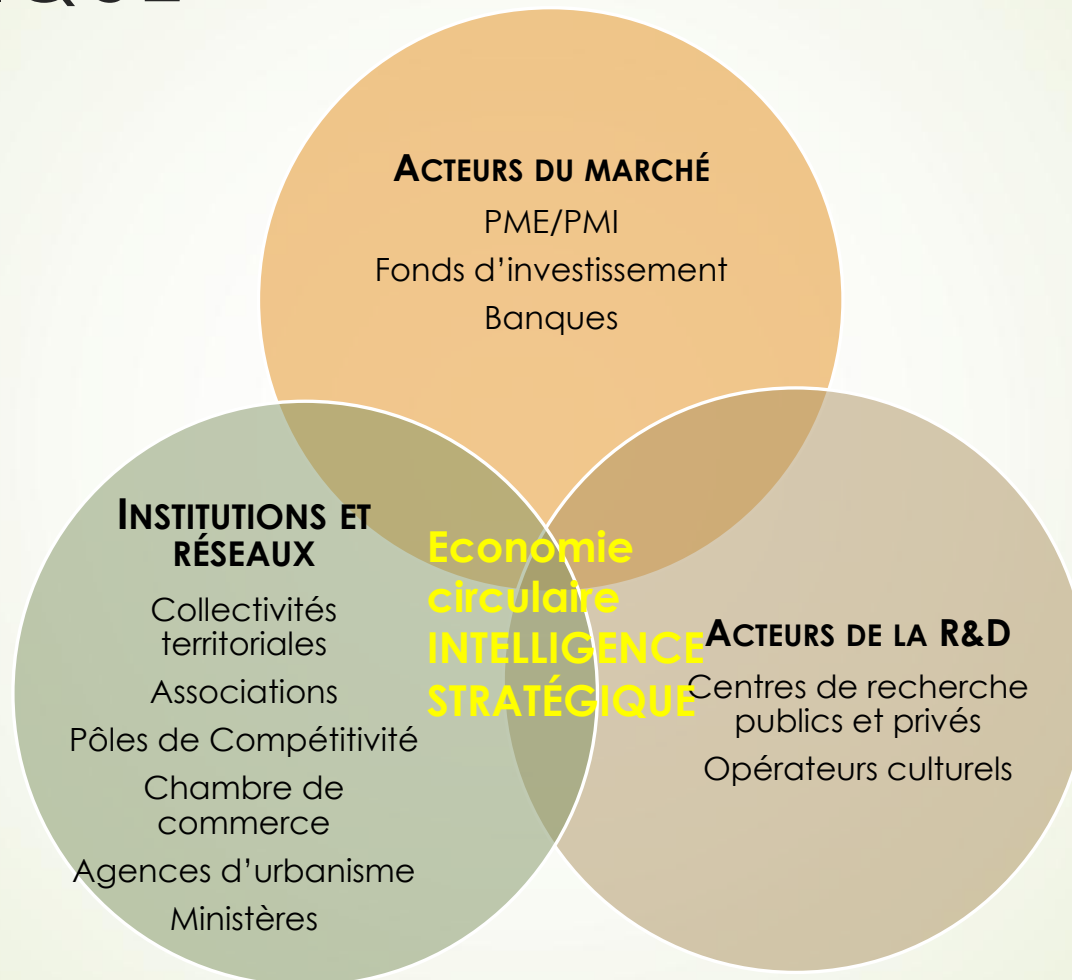 ACTEURS DU MARCHÉ
PME/PMI
Fonds d’investissement
Banques
INSTITUTIONS ET
RÉSEAUX
Collectivités
territoriales
Associations
Pôles de Compétitivité
Chambre de
commerce
Agences d’urbanisme
Ministères
Economie
circulaire
INTELLIGENCE
STRATÉGIQUE
ACTEURS DE LA R&D
Centres de recherche
publics et privés
Opérateurs culturels